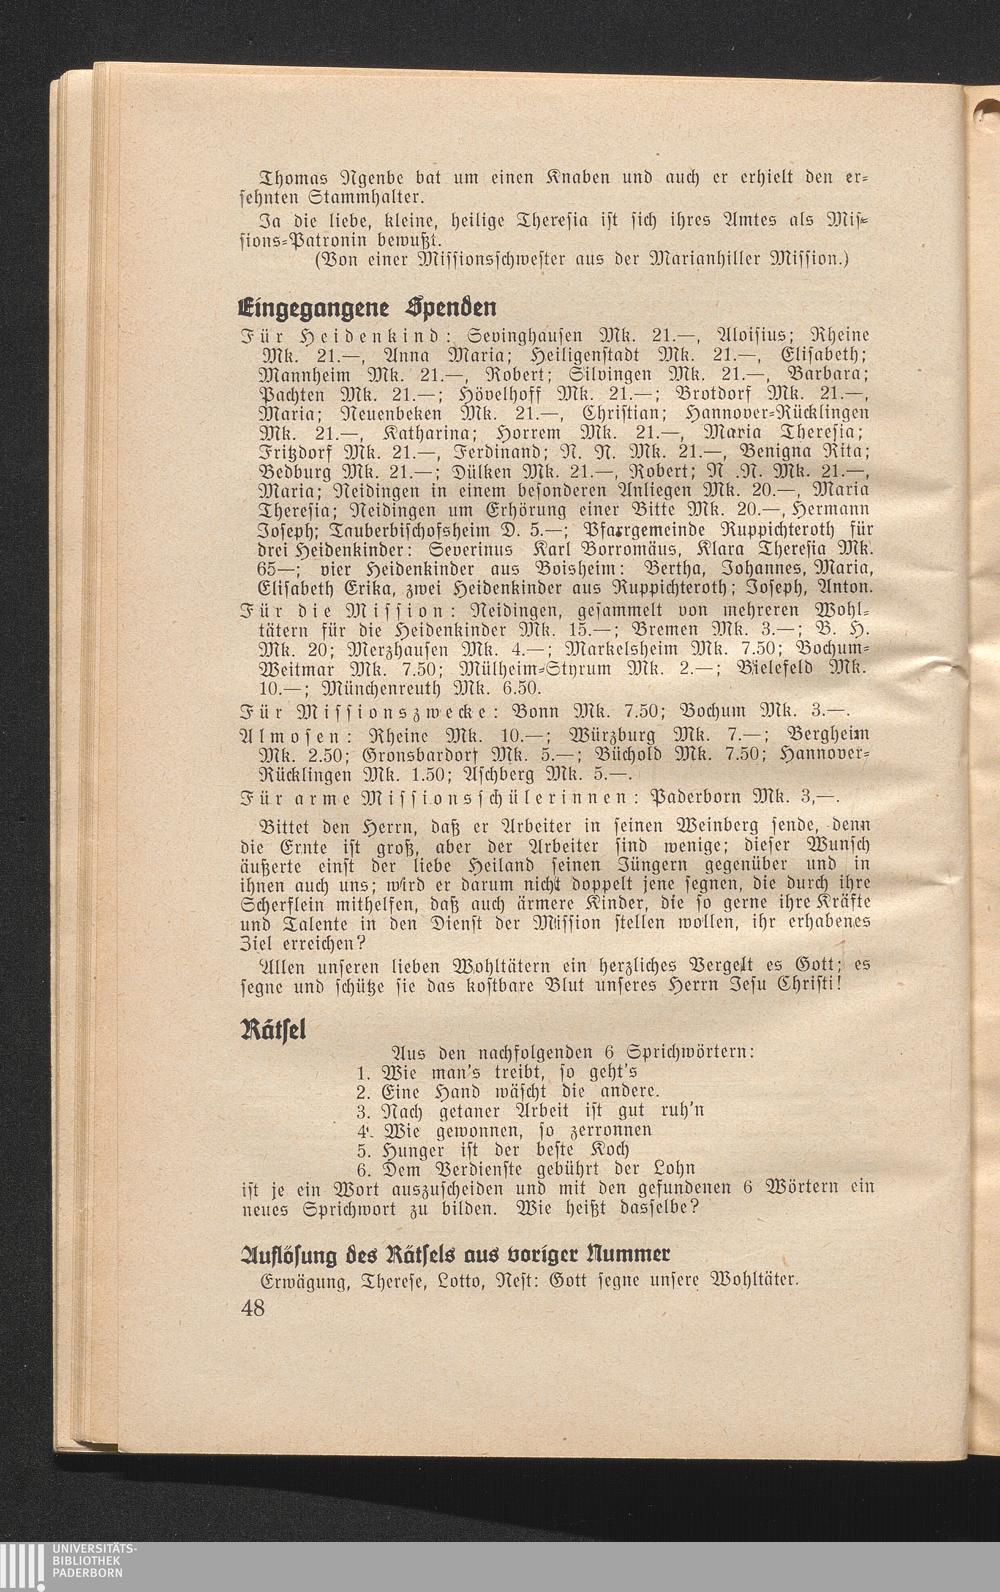 Thomas Ngenbe bat um einen Knaben und auch er erhielt den er-
sehnten Stammhalter.
Ja die liebe, kleine, heilige Theresia ist sich ihres Amtes als Mis-
sions-Patronin bewußt.
(Von einer Missionsschwester aus der Marianhiller Mission.)
Eingegangene Spenden
Für Heidenkind: Sevinghausen Mk. 21.—, Aloisius; Rheine
Mk. 21.—, Anna Maria; Heiligenstadt Mk. 21.—, Elisabeth;
Mannheim Mk. 21.—, Robert; Silvingen Mk. 21.—, Barbara;
Pachten Mk. 21.—; Hövelhoff Mk. 21.—; Brotdorf Mk. 21.—,
Maria; Neuenbeken Mk. 21.—, Christian; Hannover-Rücklingen
Mk. 21.—, Katharina; Horrem Mk. 21.—, Maria Theresia;
Fritzdorf Mk. 21.—, Ferdinand; N. N. Mk. 21.—, Benigna Rita;
Bedburg Mk. 21.—; Dülken Mk. 21.—, Robert; N .N. Mk. 21.—,
Maria; Neidingen in einem besonderen Anliegen Mk. 20.—, Maria
Theresia; Neidingen um Erhörung einer Bitte Mk. 20.—, Hermann
Joseph; Tauberbischofsheim D. 5.—; Pfarrgemeinde Ruppichteroth für
drei Heidenkinder: Severinus Karl Borromäus, Klara Theresia Mk.
65—; vier Heidenkinder aus Boisheim: Bertha, Johannes, Maria,
Elisabeth Erika, zwei Heidenkinder aus Ruppichteroth; Joseph, Anton.
Für die Mission: Neidingen, gesammelt von mehreren Wohl-
tätern für die Heidenkinder Mk. 15.—; Bremen Mk. 3.—; B. H.
Mk. 20; Merzhausen Mk. 4.—; Markelsheim Mk. 7.50; Bochum-
Weitmar Mk. 7.50; Mülheim-Styrum Mk. 2.—; Bielefeld Mk.
10.—; Münchenreuth Mk. 6.50.
Für Missionszwecke: Bonn Mk. 7.50; Bochum Mk. 3.—.
Almosen: Rheine Mk. 10.—; Würzburg Mk. 7.—; Bergheim
Mk. 2.50; Gronsbardorf Mk. 5.—; Büchold Mk. 7.50; Hannover-
Rücklingen Mk. 1.50; Aschberg Mk. 5.—.
Für arme Missionsschülerinnen: Paderborn Mk. 3,—.
Bittet den Herrn, daß er Arbeiter in seinen Weinberg sende, denn
die Ernte ist groß, aber der Arbeiter sind wenige; dieser Wunsch
äußerte einst der liebe Heiland seinen Jüngern gegenüber und in
ihnen auch uns; wird er darum nicht doppelt jene segnen, die durch ihre
Scherflein mithelfen, daß auch ärmere Kinder, die so gerne ihre Kräfte
und Talente in den Dienst der Mission stellen wollen, ihr erhabenes
Ziel erreichen?
Allen unseren lieben Wohltätern ein herzliches Vergelt es Gott; es
segne und schütze sie das kostbare Blut unseres Herrn Jesu Christi!
Rätsel
Aus den nachfolgenden 6 Sprichwörtern:
1. Wie man's treibt, so geht's
2. Eine Hand wäscht die andere.
3. Nach getaner Arbeit ist gut ruh'n
4. Wie gewonnen, so zerronnen
5. Hunger ist der beste Koch
6. Dem Verdienste gebührt der Lohn
ist je ein Wort auszuscheiden und mit den gefundenen 6 Wörtern ein
neues Sprichwort zu bilden. Wie heißt dasselbe?
Auflösung des Rätsels aus voriger Nummer
Erwägung, Therese, Lotto, Nest: Gott segne unsere Wohltäter.
48
UNIVERSITÄTS-
BIBLIOTHEK
PADERBORN